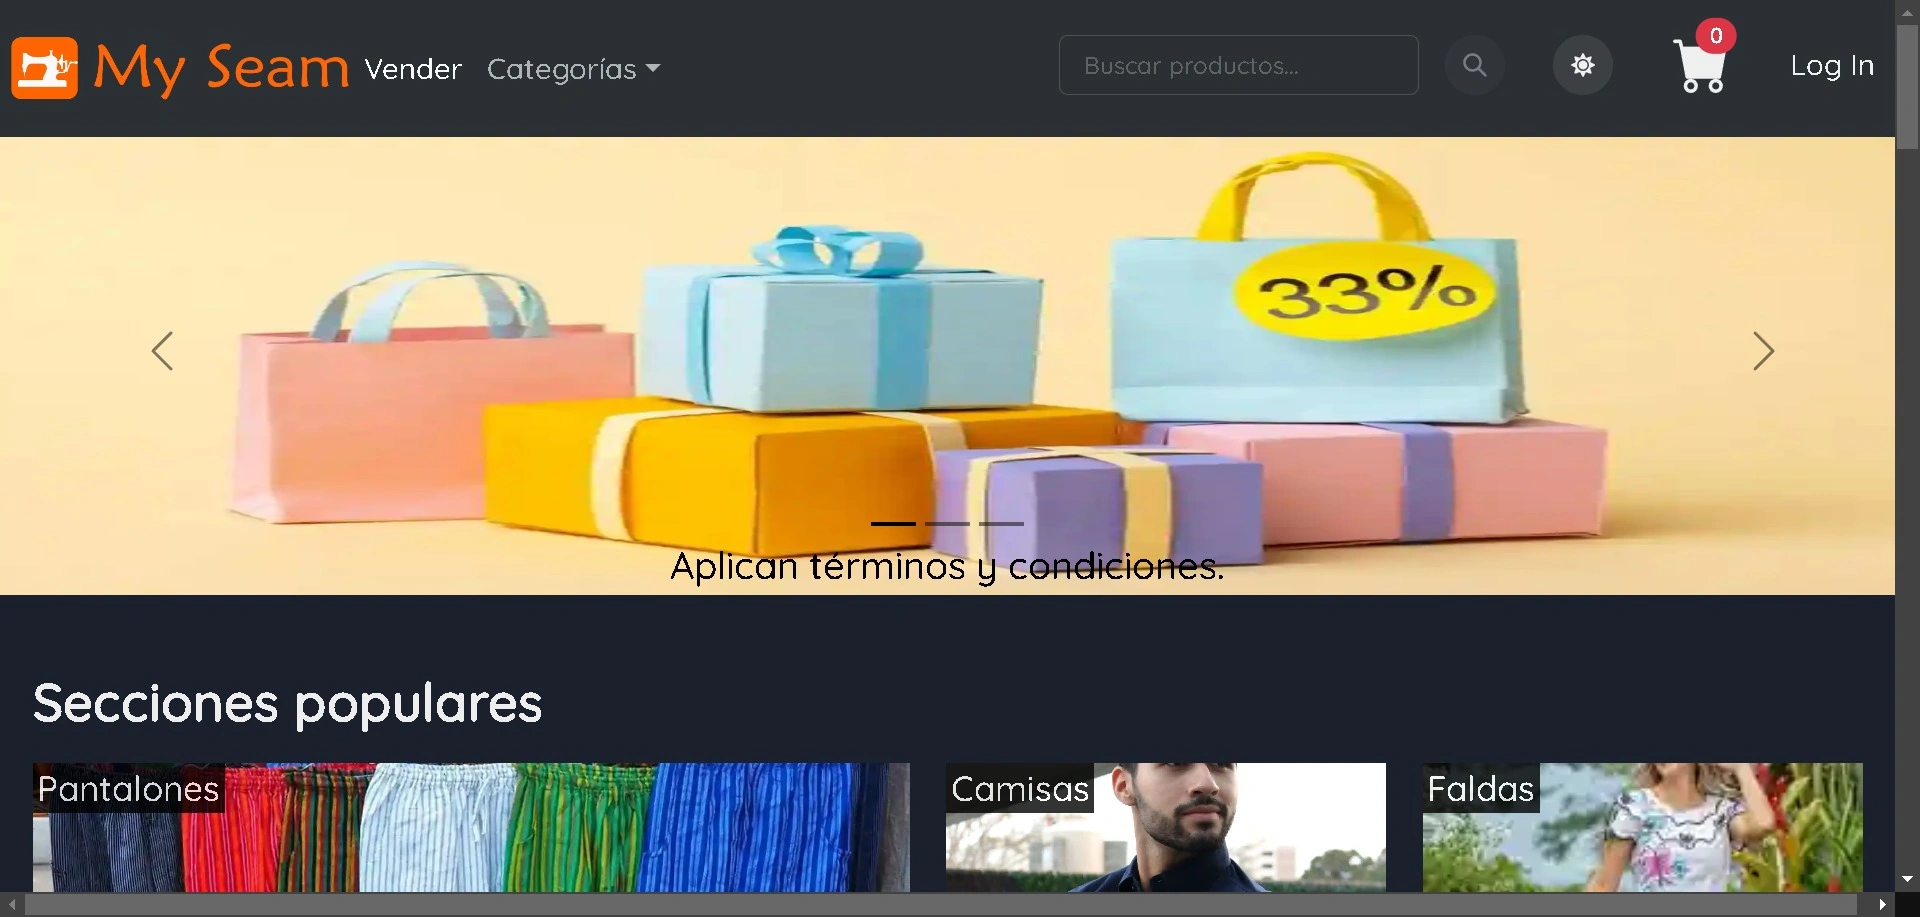 My Seam Vender Categorías Buscar productos... 0 Log In
33%
Aplican términos y condiciones.
Secciones populares
Pantalones Camisas Faldas